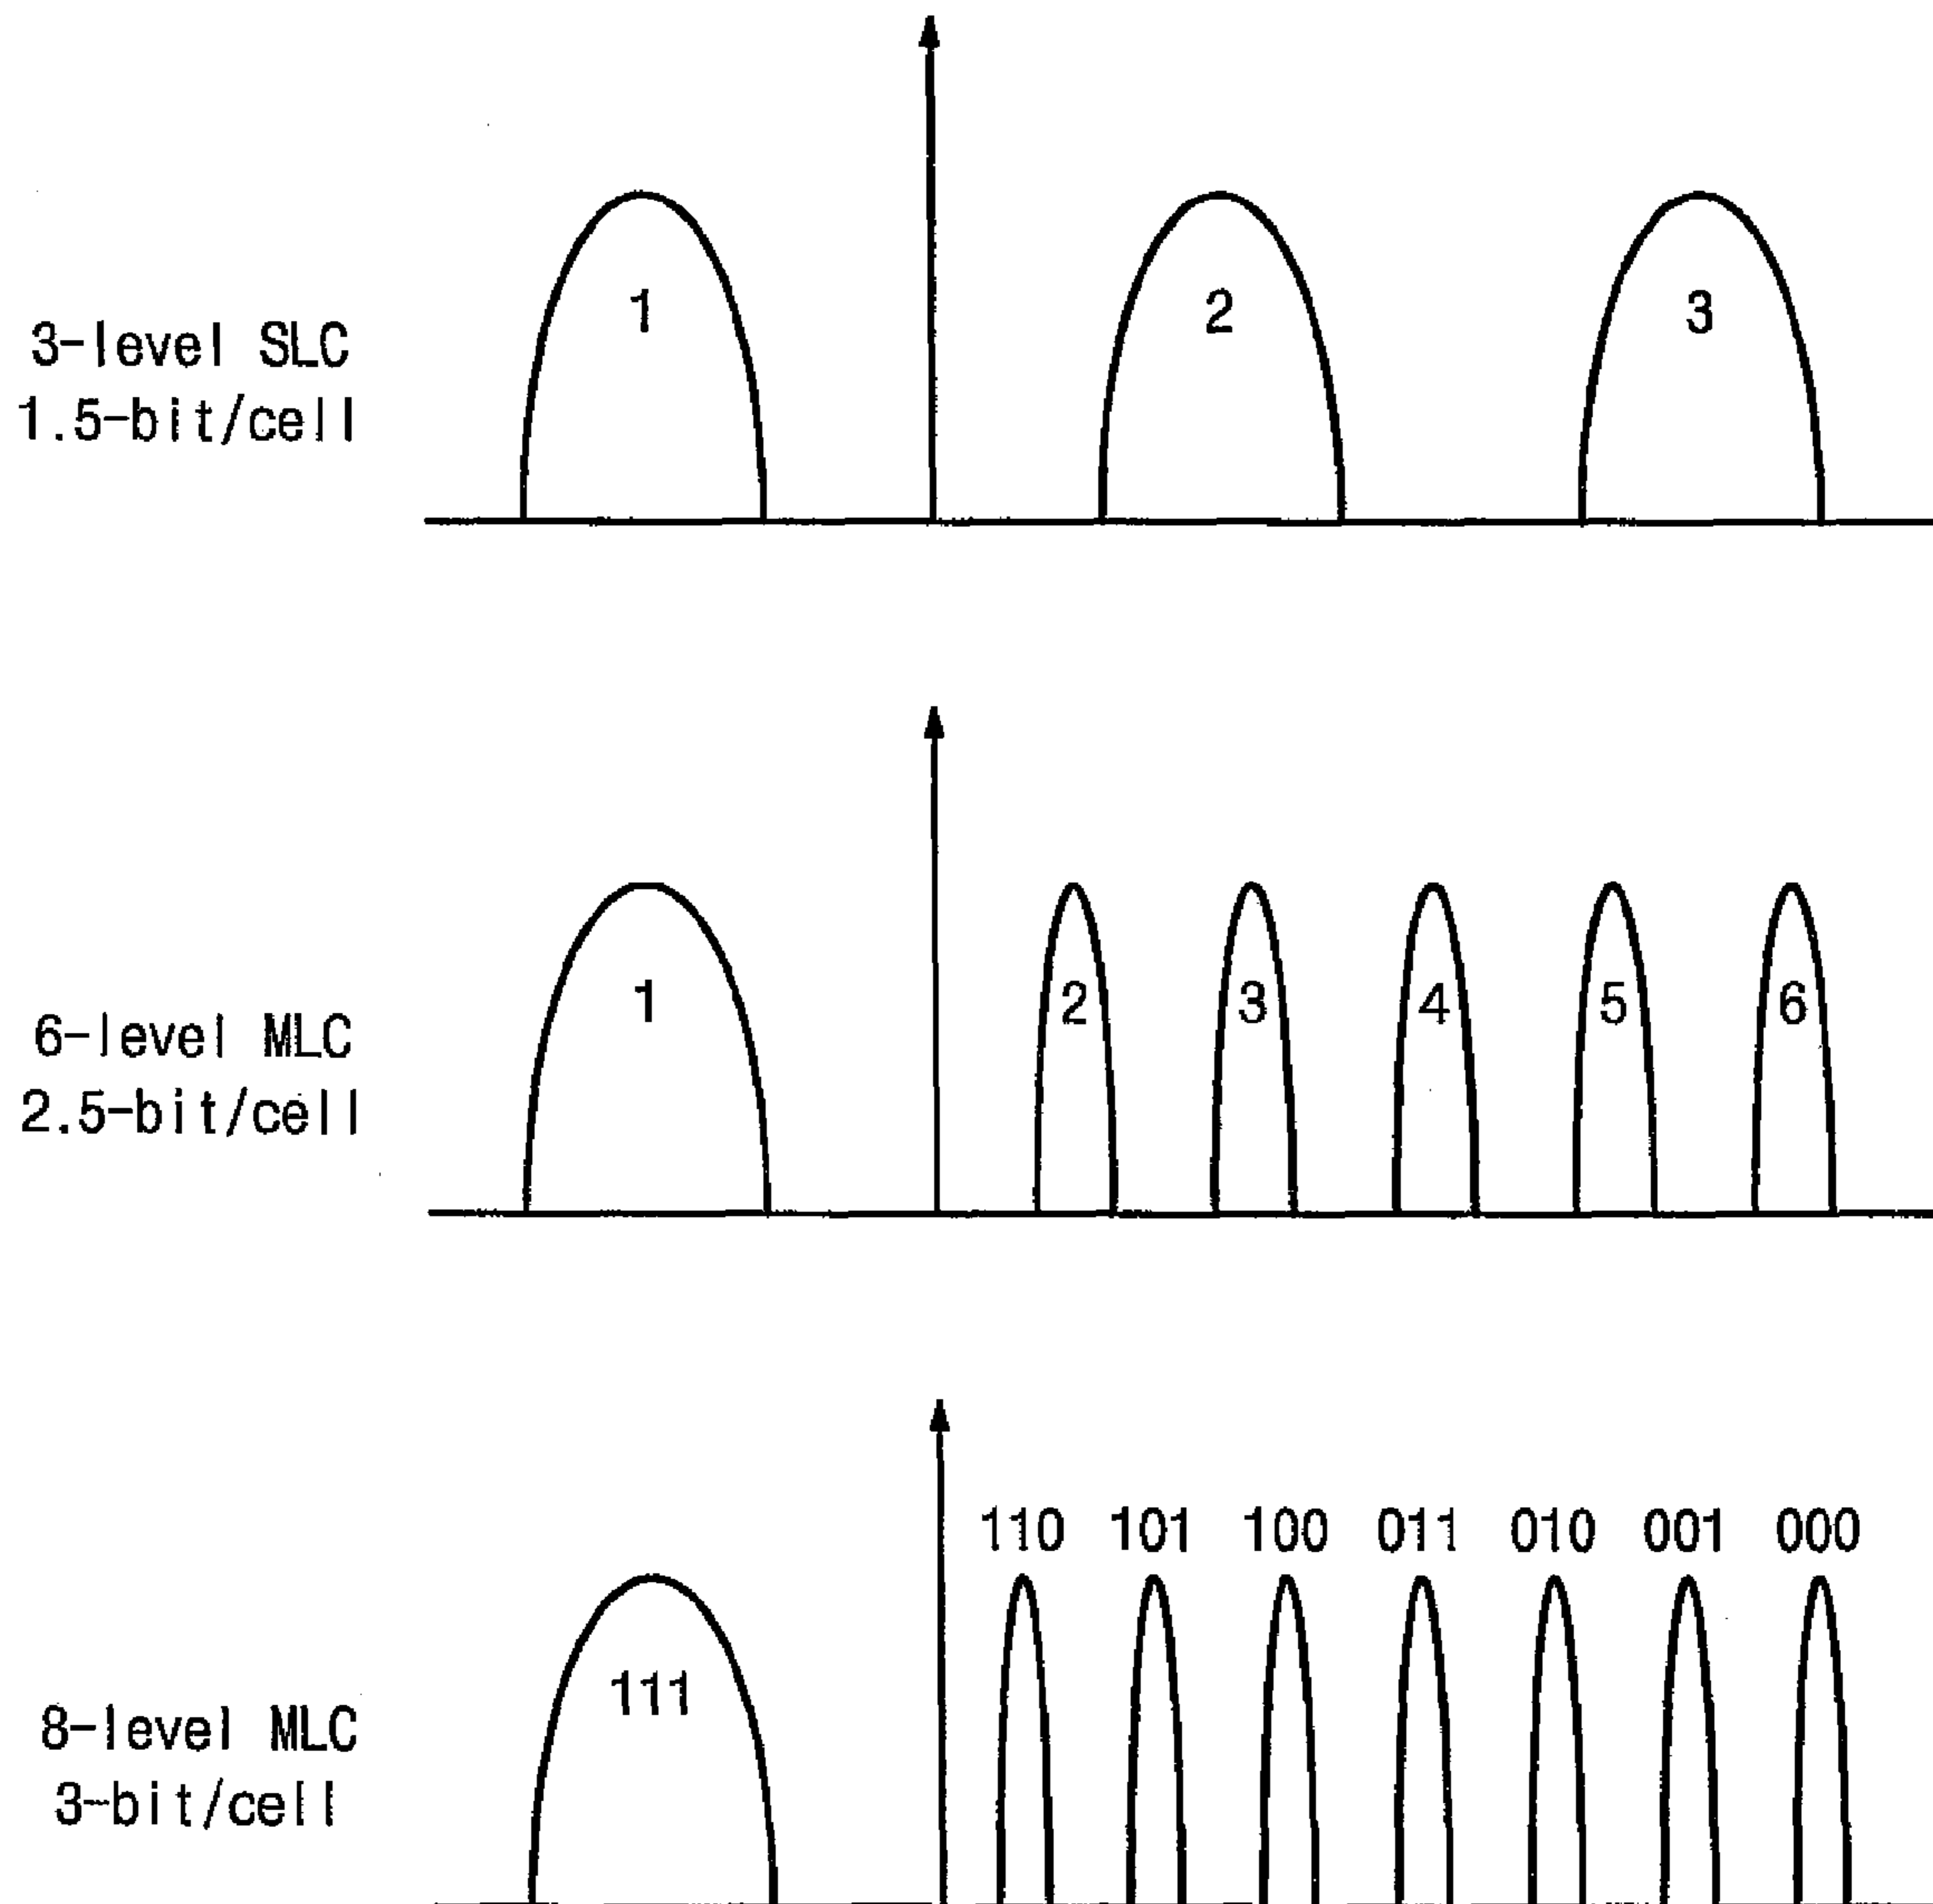 1 2 3
3-level SLC
1.5-bit/cell
1 2 3 4 5 6
6-level MLC
2.5-bit/cell
110 101 100 011 010 001 000
111
8-level MLC
3-bit/cell